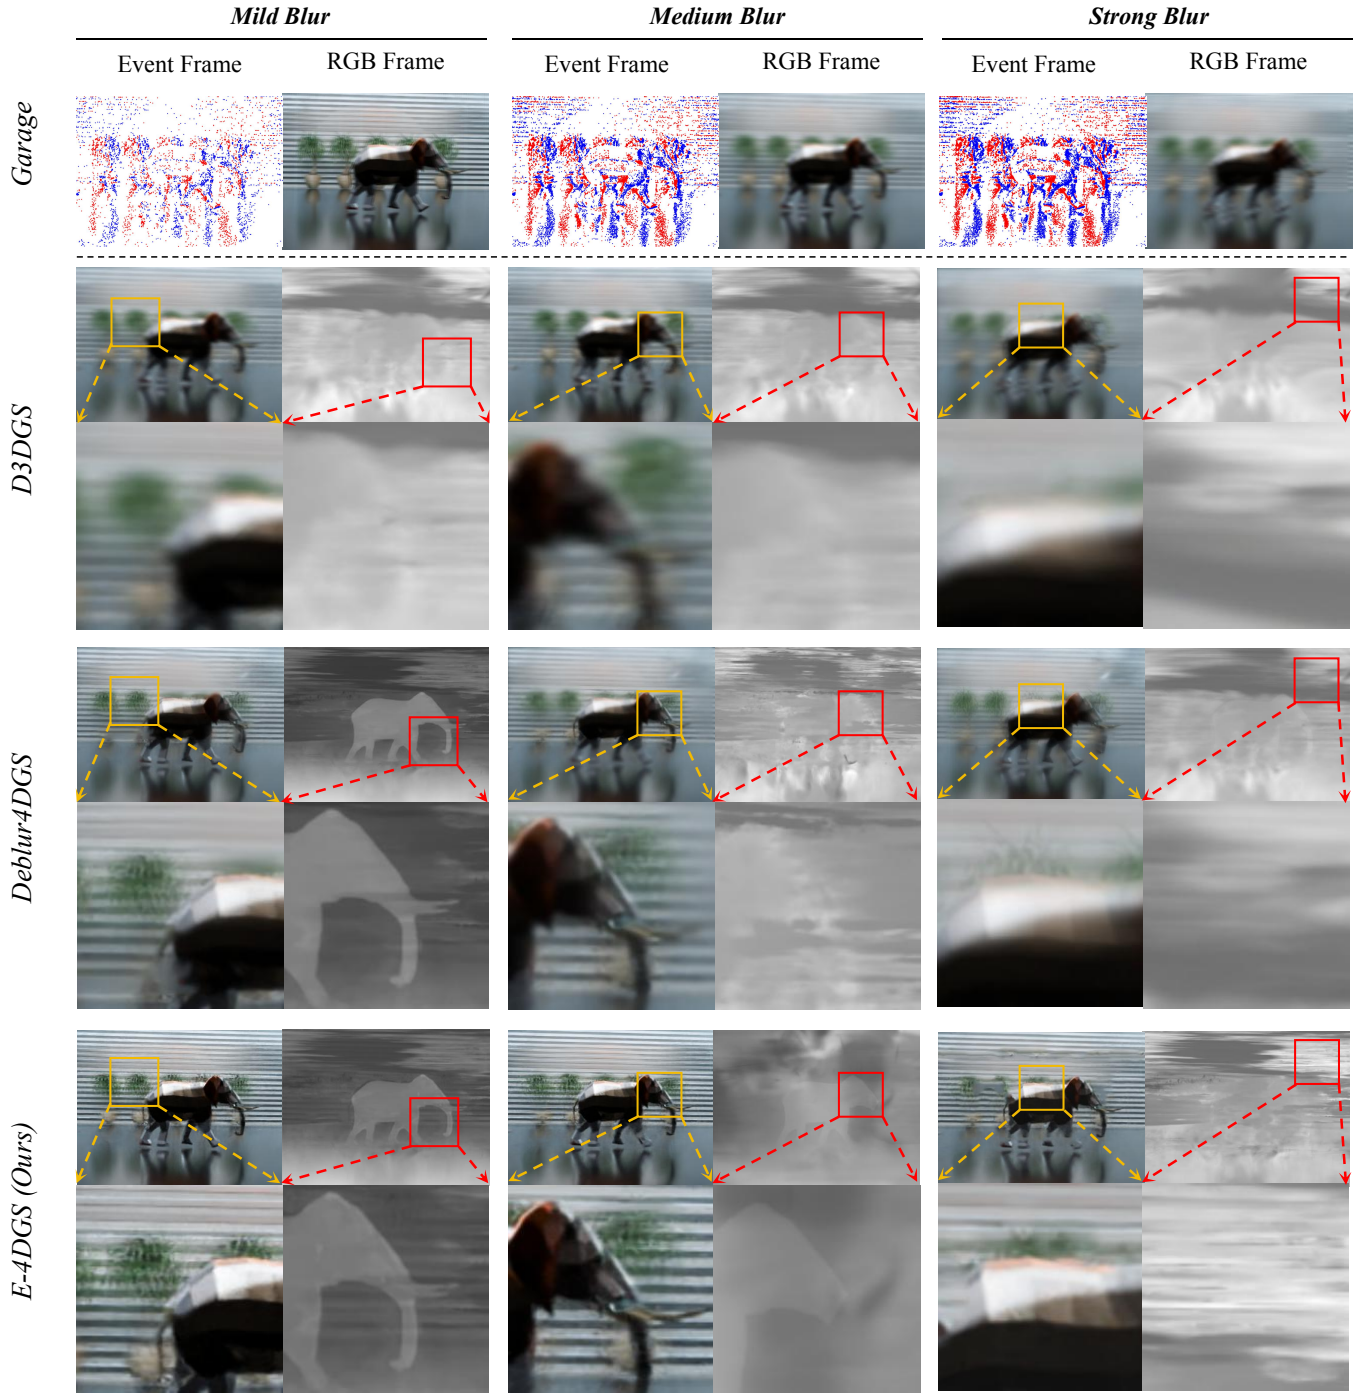 Mild Blur Medium Blur Strong Blur
Event Frame RGB Frame Event Frame RGB Frame Event Frame RGB Frame
Garage
D3DGS
Deblur4DGS
E-4DGS (Ours)